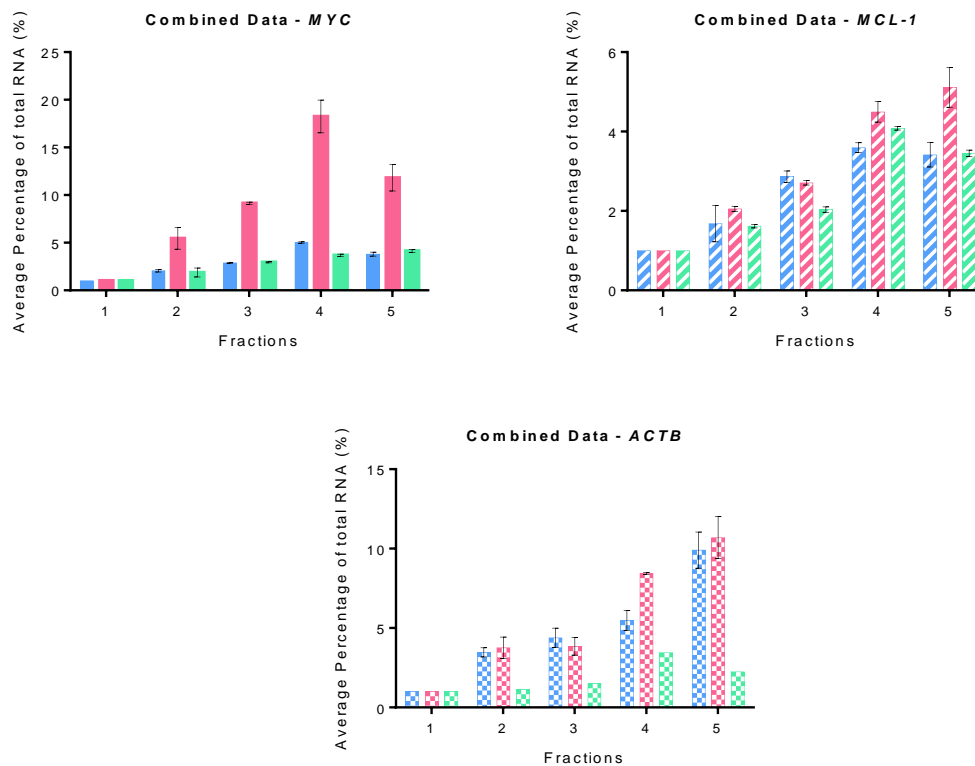 Combined Data - MYC
Average Percentage of total RNA (%)
25
20
15
10
5
0
1 2 3 4 5
Fractions
Combined Data - MCL-1
Average Percentage of total RNA (%)
6
4
2
0
1 2 3 4 5
Fractions
Combined Data - ACTB
Average Percentage of total RNA (%)
15
10
5
0
1 2 3 4 5
Fractions